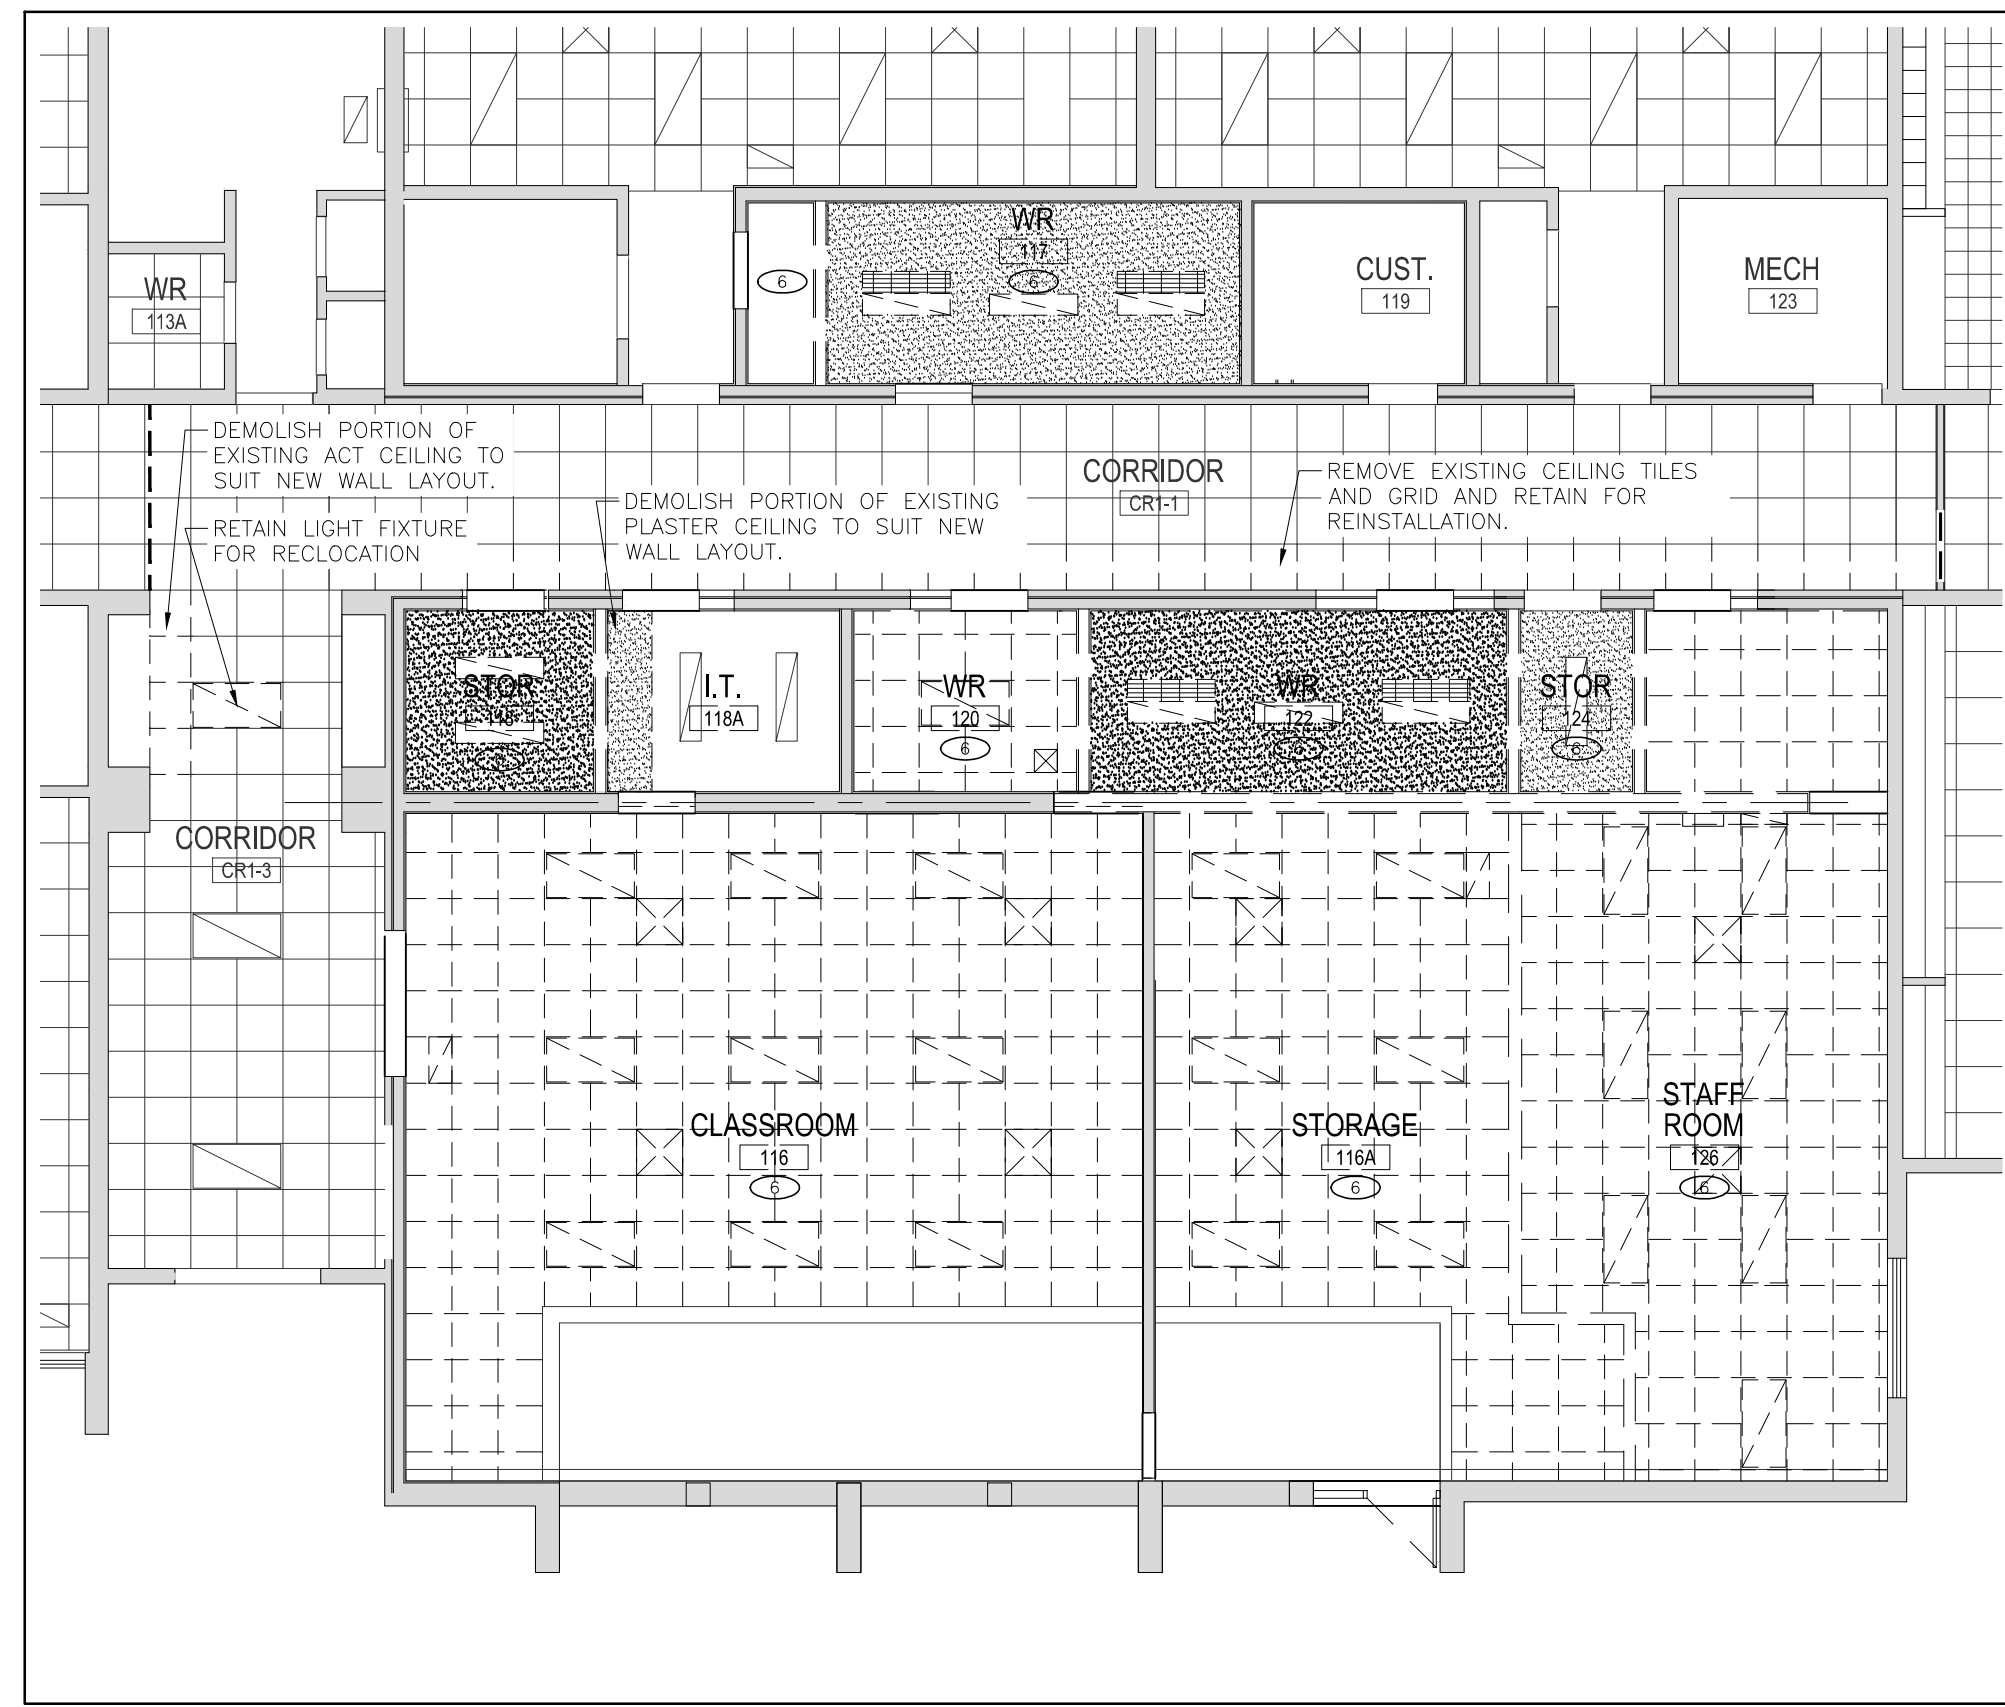 WR
117
6
6
CUST.
119
MECH
123
WR
113A
DEMOLISH PORTION OF
EXISTING ACT CEILING TO
SUIT NEW WALL LAYOUT.
RETAIN LIGHT FIXTURE
FOR RECLOCATION
DEMOLISH PORTION OF EXISTING
PLASTER CEILING TO SUIT NEW
WALL LAYOUT.
CORRIDOR
CR1-1
REMOVE EXISTING CEILING TILES
AND GRID AND RETAIN FOR
REINSTALLATION.
STOR
118
6
I.T.
118A
WR
120
6
WR
122
6
STOR
124
6
CORRIDOR
CR1-3
CLASSROOM
116
6
STORAGE
116A
6
STAFF
ROOM
126
6